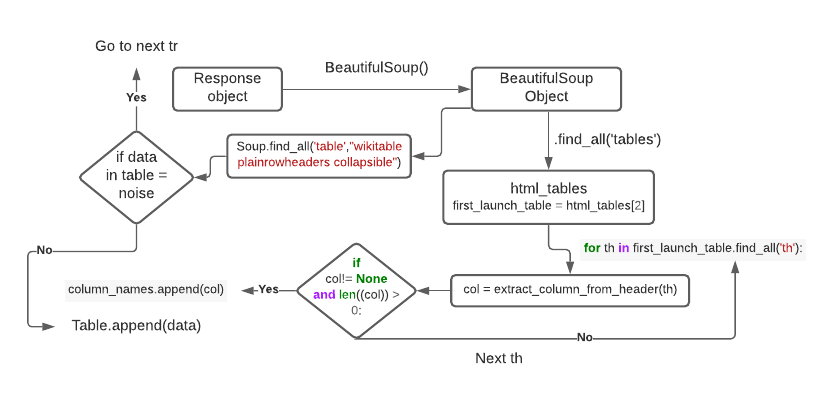 Go to next tr
Response
object
BeautifulSoup()
BeautifulSoup
Object
Yes
if data
in table =
noise
Soup.find_all('table',"wikitable
plainrowheaders collapsible")
.find_all('tables')
html_tables
first_launch_table = html_tables[2]
No
for th in first_launch_table.find_all('th'):
if
col!= None
and len((col)) >
0:
column_names.append(col)
Yes
col = extract_column_from_header(th)
Table.append(data)
No
Next th